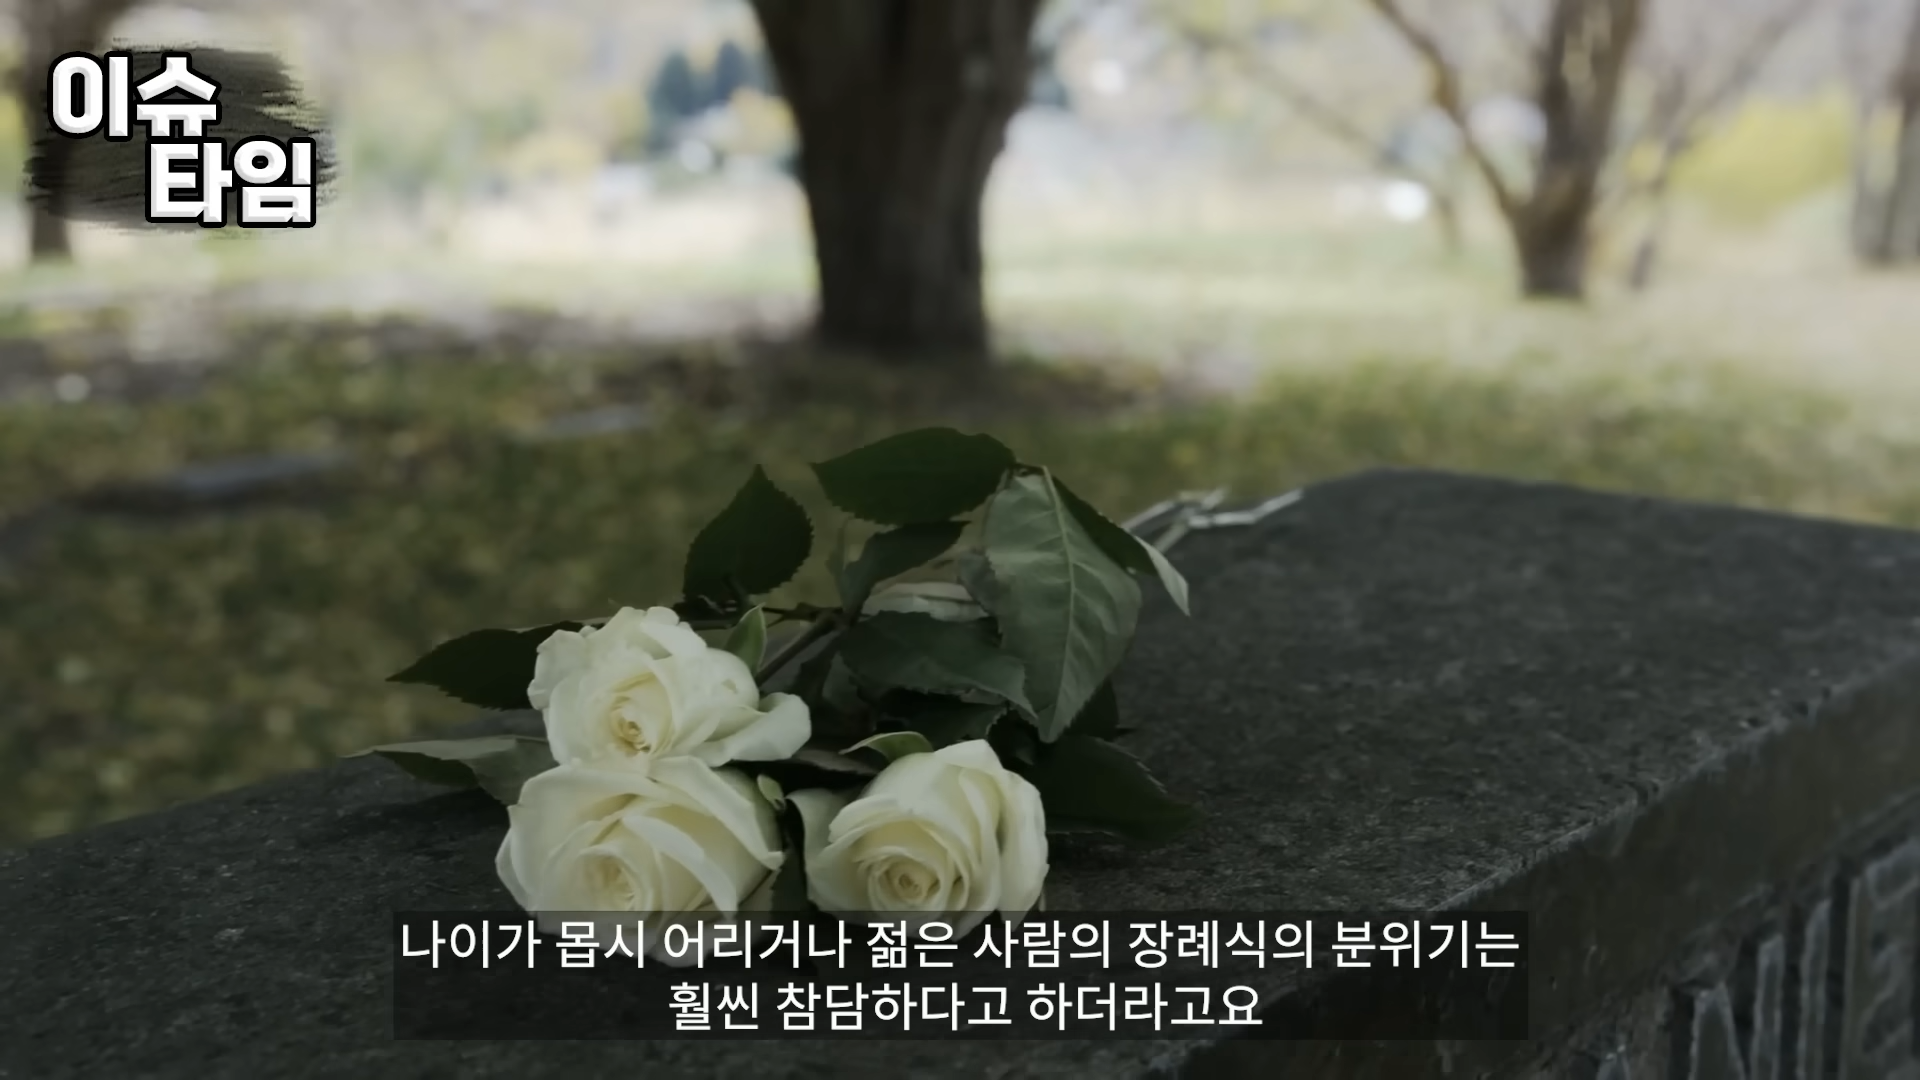 이슈
타임
나이가 몹시 어리거나 젊은 사람의 장례식의 분위기는
훨씬 참담하다고 하더라고요